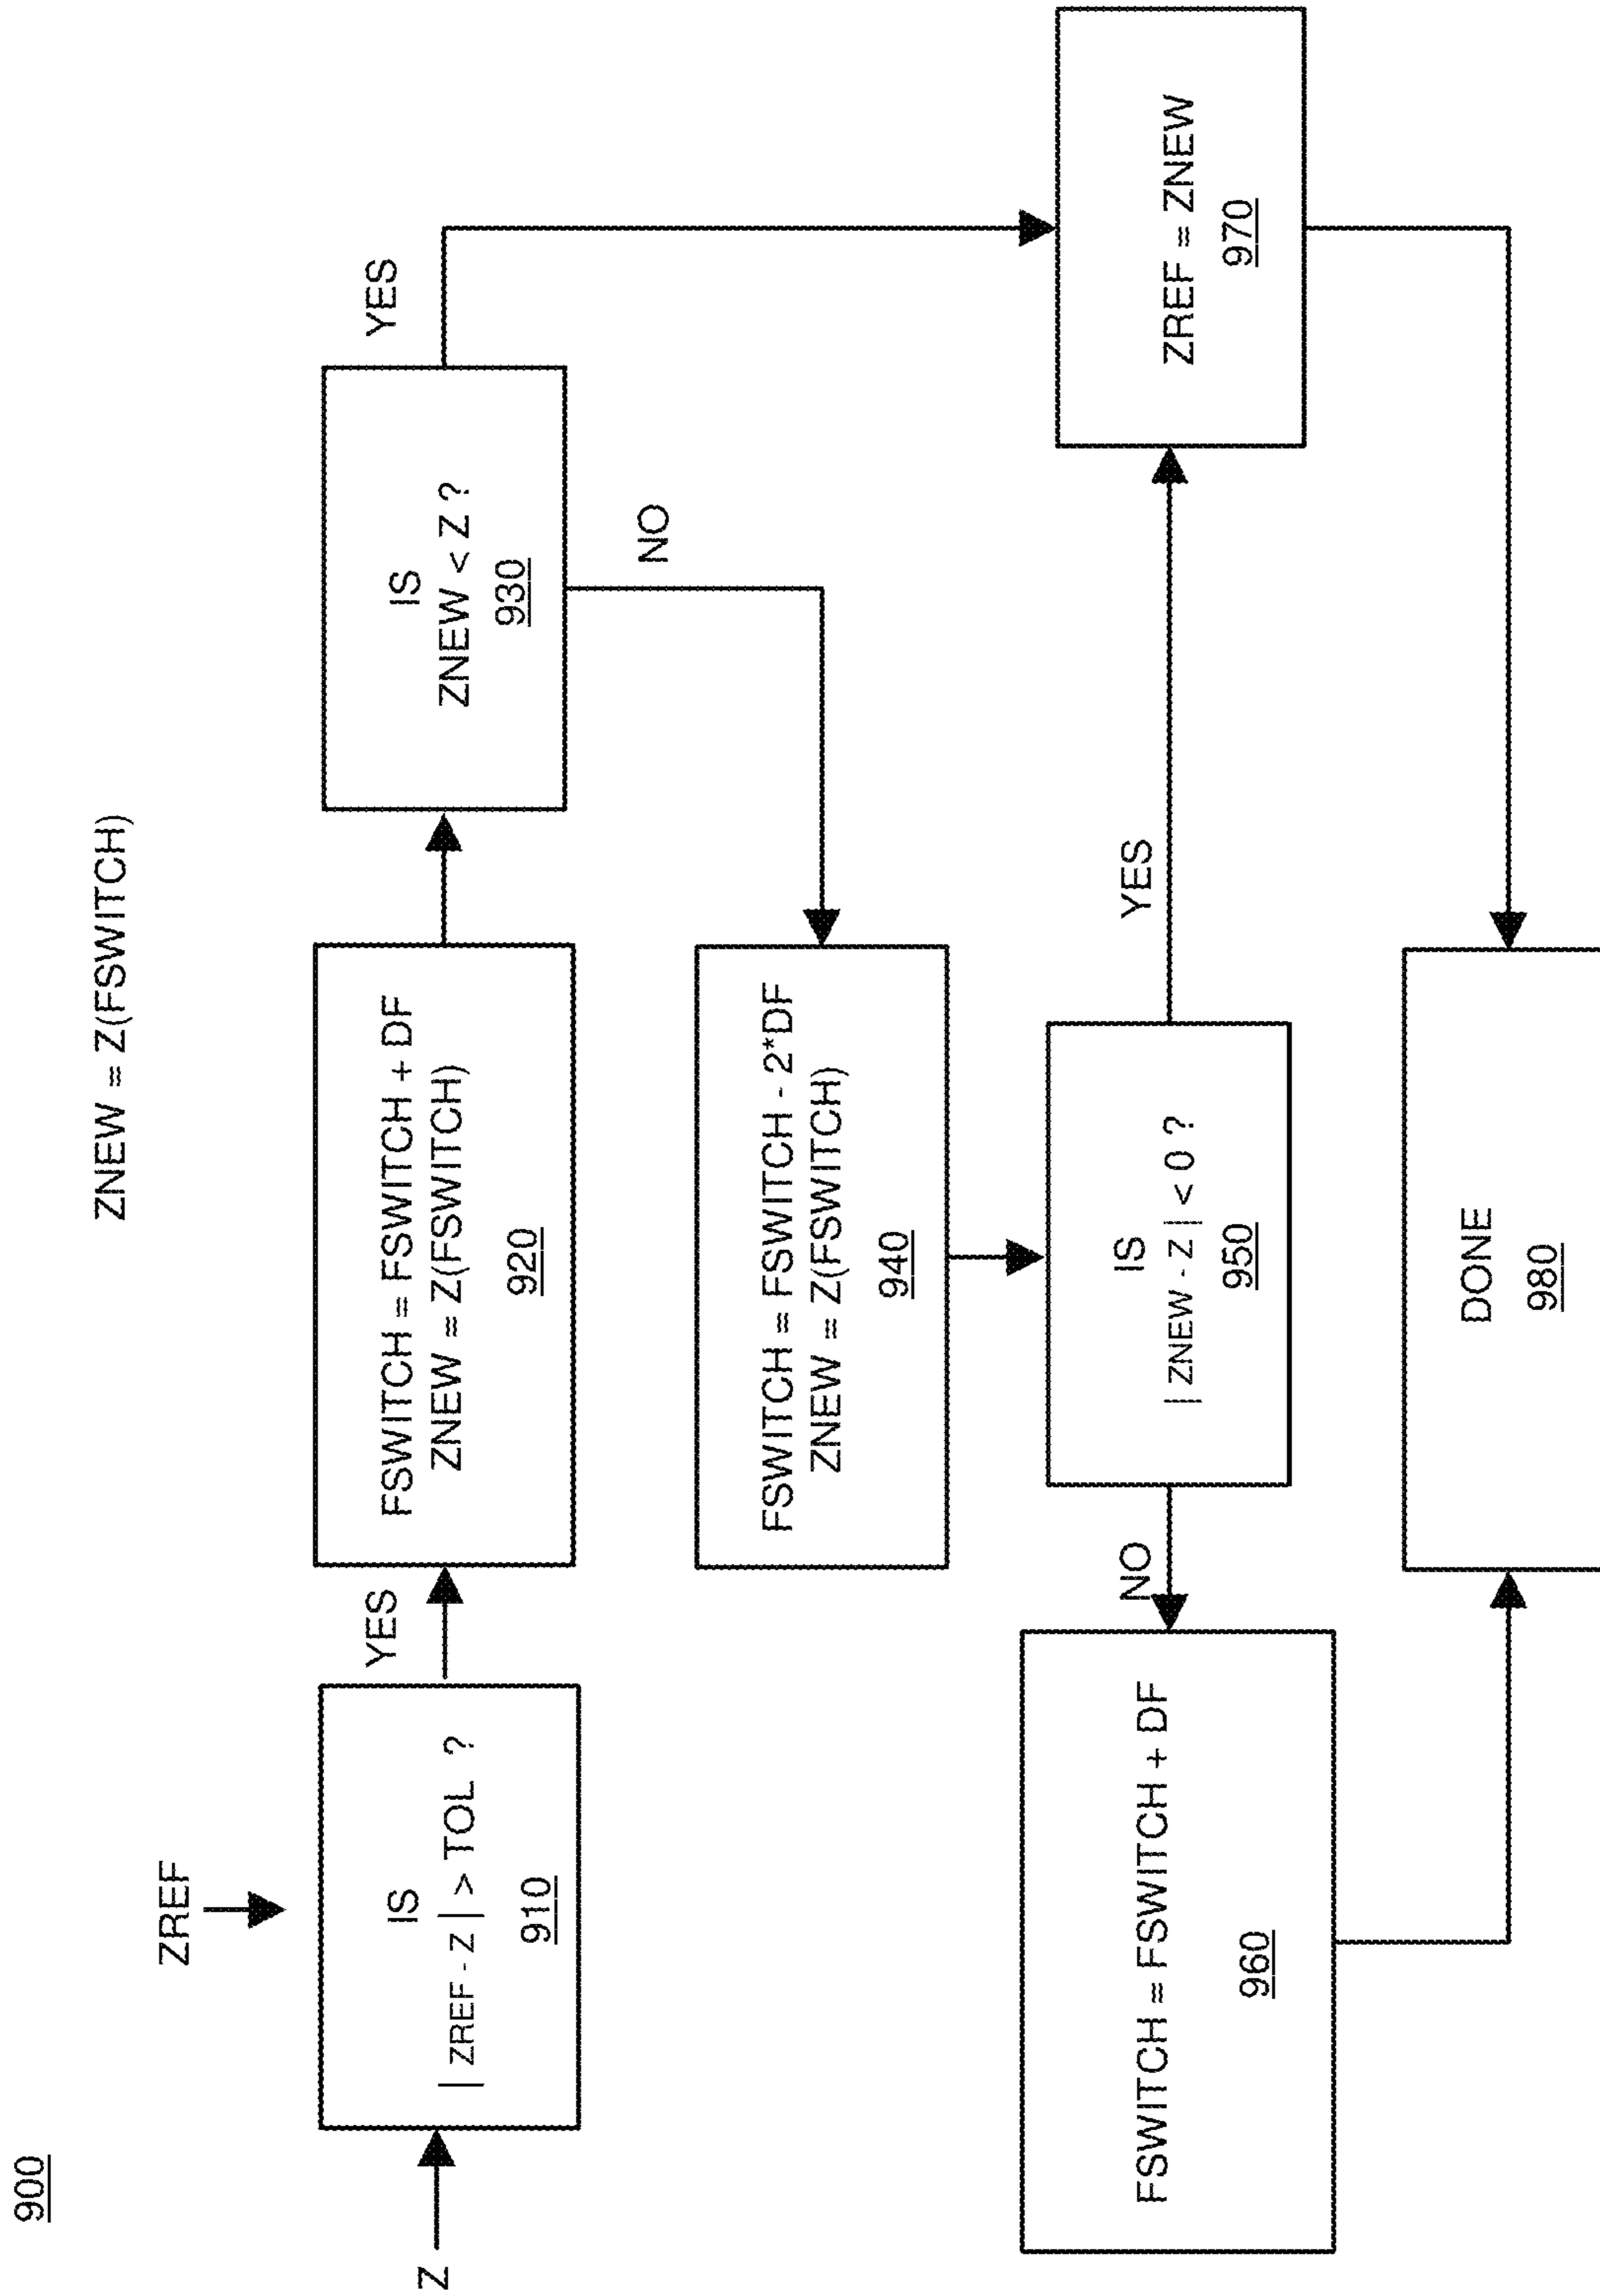 900
ZNEW = Z(FSWITCH)
ZREF
Z
IS
| ZREF - Z | > TOL ?
910
YES
FSWITCH = FSWITCH + DF
ZNEW = Z(FSWITCH)
920
IS
ZNEW < Z ?
930
YES
NO
FSWITCH = FSWITCH - 2*DF
ZNEW = Z(FSWITCH)
940
IS
| ZNEW - Z | < 0 ?
950
NO
YES
FSWITCH = FSWITCH + DF
960
ZREF = ZNEW
970
DONE
980